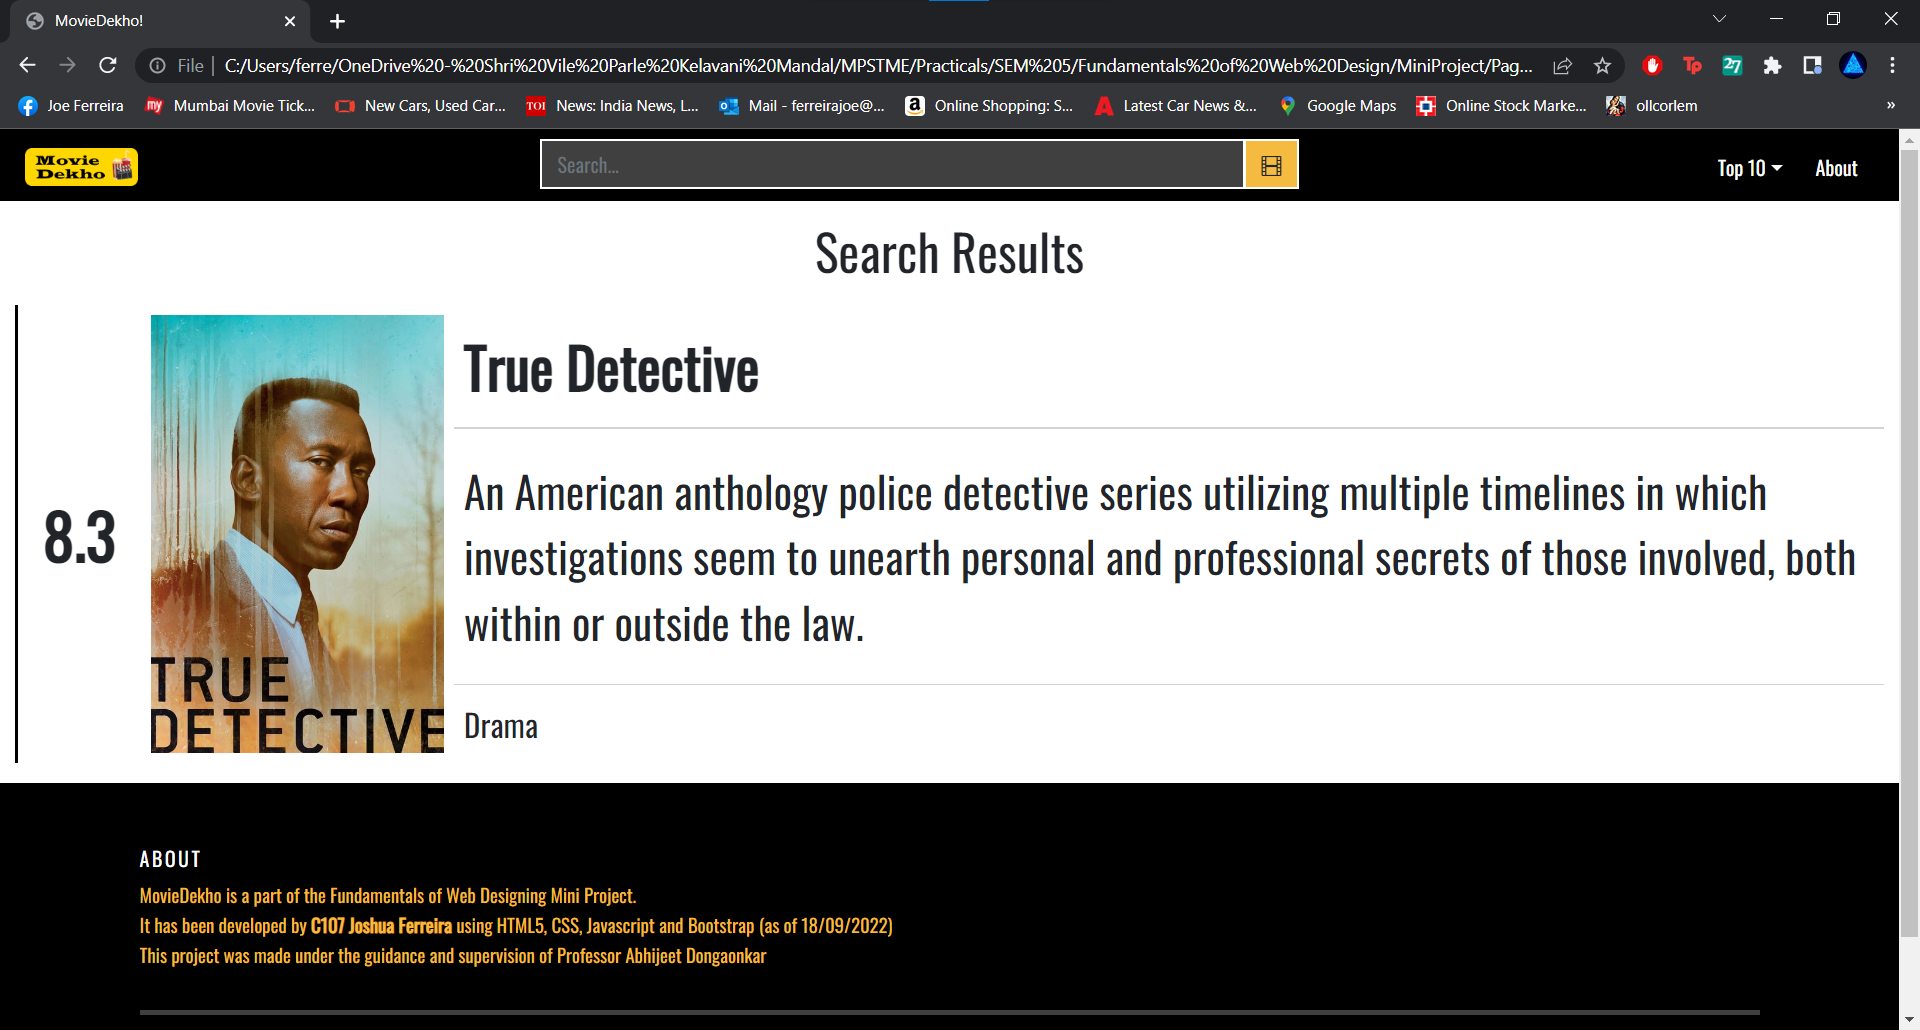 MovieDekho!
File
C:/Users/ferre/OneDrive%20-%20Shri%20Vile%20Parle%20Kelavani%20Mandal/MPSTME/Practicals/SEM%205/Fundamentals%20of%20Web%20Design/MiniProject/Pag...
Tp
27
Joe Ferreira
my
Mumbai Movie Tick...
New Cars, Used Car...
TOI
News: India News, L...
Mail - ferreirajoe@...
a
Online Shopping: S...
Latest Car News &...
Google Maps
Online Stock Marke...
ollcorlem
»
Movie
Dekho
Search...
Top 10
About
Search Results
8.3
TRUE
DETECTIVE
True Detective
An American anthology police detective series utilizing multiple timelines in which
investigations seem to unearth personal and professional secrets of those involved, both
within or outside the law.
Drama
ABOUT
MovieDekho is a part of the Fundamentals of Web Designing Mini Project.
It has been developed by C107 Joshua Ferreira using HTML5, CSS, Javascript and Bootstrap (as of 18/09/2022)
This project was made under the guidance and supervision of Professor Abhijeet Dongaonkar